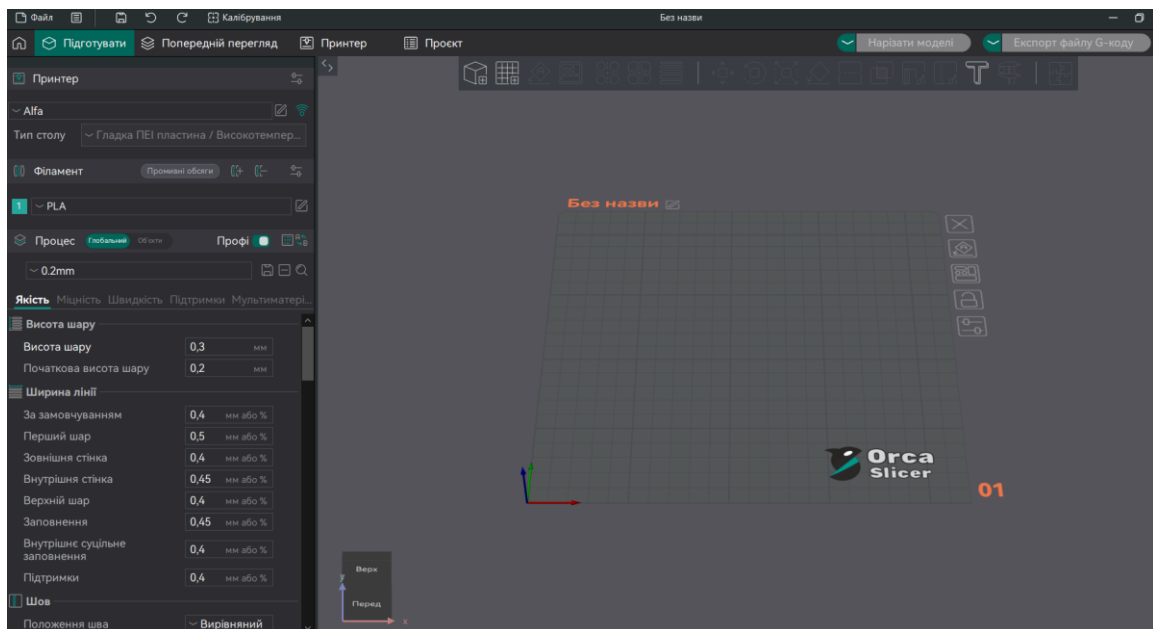 Файл
Калібрування
Без назви
Підготувати
Попередній перегляд
Принтер
Проєкт
Нарізати моделі
Експорт файлу G-коду
Принтер
Alfa
Тип столу
Гладка ПЕІ пластина / Високотемпер...
Філамент
Промивні обсяги
1
PLA
Процес
Глобальний
Об'єкти
Профі
0.2mm
Якість Міцність Швидкість Підтримки Мультиматері...
Висота шару
Висота шару 0,3 мм
Початкова висота шару 0,2 мм
Ширина лінії
За замовчуванням 0,4 мм або %
Перший шар 0,5 мм або %
Зовнішня стінка 0,4 мм або %
Внутрішня стінка 0,45 мм або %
Верхній шар 0,4 мм або %
Заповнення 0,45 мм або %
Внутрішнє суцільне
заповнення 0,4 мм або %
Підтримки 0,4 мм або %
Шов
Положення шва Вирівняний
Без назви
Orca
Slicer
01
Верх
y
Перед
x